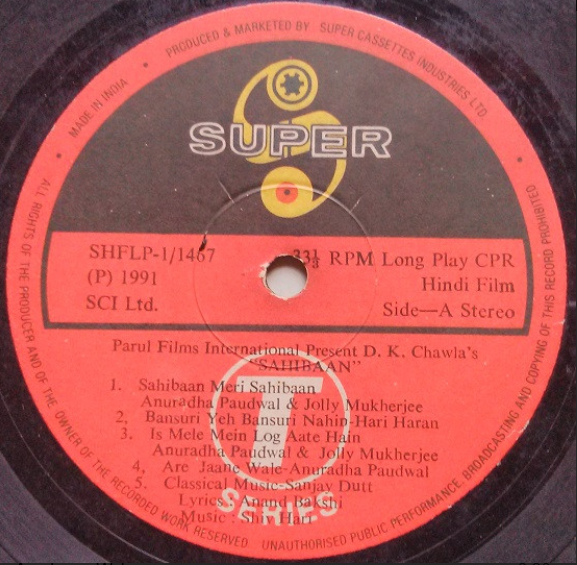 PRODUCED & MARKETED BY SUPER CASSETTES INDUSTRIES LTD.
ALL RIGHTS OF THE PRODUCER AND OF THE OWNER OF THE RECORDED WORK RESERVED. UNAUTHORISED PUBLIC PERFORMANCE, BROADCASTING AND COPYING OF THIS RECORD PROHIBITED
MADE IN INDIA
SUPER
SHFLP-1/1467
(P) 1991
SCI Ltd.
33⅓ RPM Long Play CPR
Hindi Film
Side—A Stereo
Parul Films International Present D. K. Chawla's
"SAHIBAAN"
1. Sahibaan Meri Sahibaan
Anuradha Paudwal & Jolly Mukherjee
2. Bansuri Yeh Bansuri Nahin-Hari Haran
3. Is Mele Mein Log Aate Hain
Anuradha Paudwal & Jolly Mukherjee
4, Are Jaane Wale-Anuradha Paudwal
5. Classical Music-Sanjay Dutt
Lyrics : Anand Bakshi
Music : Shiv Hari
T
SERIES